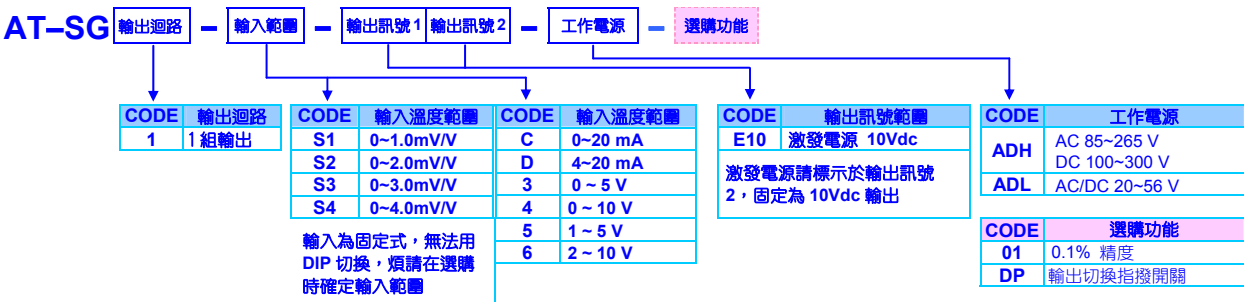 AT–SG 輸出迴路 – 輸入範圍 – 輸出訊號 1 輸出訊號 2 – 工作電源 – 選購功能
CODE 輸出迴路
1 1 組輸出
CODE 輸入溫度範圍
S1 0~1.0mV/V
S2 0~2.0mV/V
S3 0~3.0mV/V
S4 0~4.0mV/V
輸入為固定式，無法用
DIP 切換，煩請在選購
時確定輸入範圍
CODE 輸入溫度範圍
C 0~20 mA
D 4~20 mA
3 0 ~ 5 V
4 0 ~ 10 V
5 1 ~ 5 V
6 2 ~ 10 V
CODE 輸出訊號範圍
E10 激發電源 10Vdc
激發電源請標示於輸出訊號
2，固定為 10Vdc 輸出
CODE 工作電源
ADH AC 85~265 V
DC 100~300 V
ADL AC/DC 20~56 V
CODE 選購功能
01 0.1% 精度
DP 輸出切換指撥開關